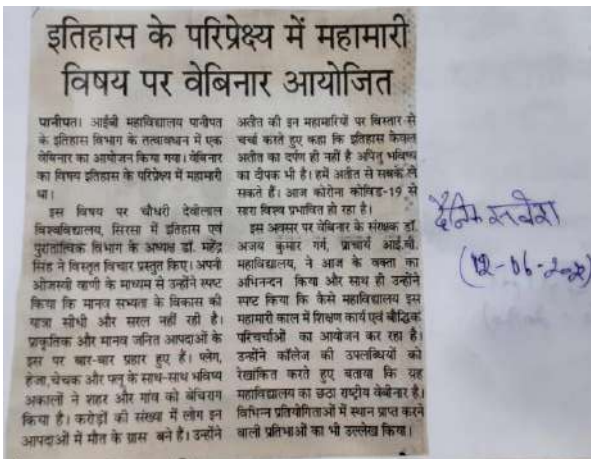 इतिहास के परिप्रेक्ष्य में महामारी
विषय पर वेबिनार आयोजित
पानीपत। आईबी महाविद्यालय पानीपत
के इतिहास विभाग के तत्वावधान में एक
वेबिनार का आयोजन किया गया। वेबिनार
का विषय इतिहास के परिप्रेक्ष्य में महामारी
था।
इस विषय पर चौधरी देवीलाल
विश्वविद्यालय, सिरसा में इतिहास एवं
पुरातात्विक विभाग के अध्यक्ष डॉ. महेंद्र
सिंह ने विस्तृत विचार प्रस्तुत किए। अपनी
ओजस्वी वाणी के माध्यम से उन्होंने स्पष्ट
किया कि मानव सभ्यता के विकास की
यात्रा सीधी और सरल नहीं रही है।
प्राकृतिक और मानव जनित आपदाओं के
इस पर बार-बार प्रहार हुए हैं। प्लेग,
हैजा,चेचक और फ्लू के साथ-साथ भविष्य
अकालों ने शहर और गांव को बेचिराग
किया है। करोड़ों की संख्या में लोग इन
आपदाओं में मौत के ग्रास बने है। उन्होंने
अतीत की इन महामारियों पर विस्तार से
चर्चा करते हुए कहा कि इतिहास केवल
अतीत का दर्पण ही नहीं है अपितु भविष्य
का दीपक भी है। हमें अतीत से सबक ले
सकते हैं। आज कोरोना कोविड-19 से
सारा विश्व प्रभावित हो रहा है।
इस अवसर पर वेबिनार के संरक्षक डॉ.
अजय कुमार गर्ग, प्राचार्य आई.बी.
महाविद्यालय, ने आज के वक्ता का
अभिनंदन किया और साथ ही उन्होंने
स्पष्ट किया कि कैसे महाविद्यालय इस
महामारी काल में शिक्षण कार्य एवं बौद्धिक
परिचर्चाओं का आयोजन कर रहा है।
उन्होंने कॉलेज की उपलब्धियों को
रेखांकित करते हुए बताया कि यह
महाविद्यालय का छठा राष्ट्रीय वेबीनार है।
विभिन्न प्रतियोगिताओं में स्थान प्राप्त करने
वाली प्रतिभाओं का भी उल्लेख किया।
दैनिक सवेरा
(12-06-2020)